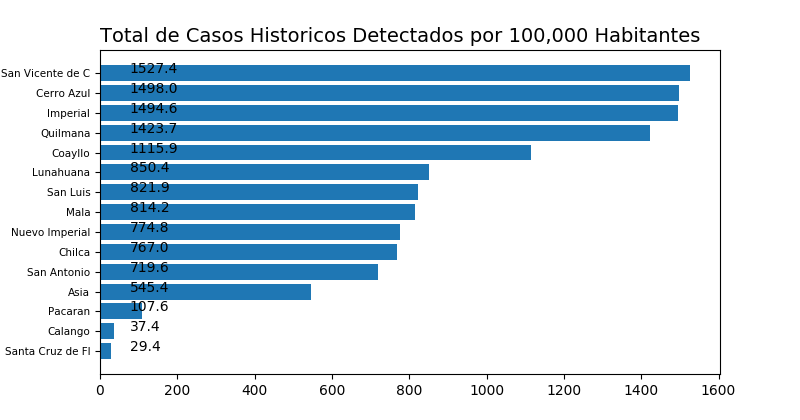 Total de Casos Historicos Detectados por 100,000 Habitantes
San Vicente de C 1527.4
Cerro Azul 1498.0
Imperial 1494.6
Quilmana 1423.7
Coayllo 1115.9
Lunahuana 850.4
San Luis 821.9
Mala 814.2
Nuevo Imperial 774.8
Chilca 767.0
San Antonio 719.6
Asia 545.4
Pacaran 107.6
Calango 37.4
Santa Cruz de Fl 29.4
0 200 400 600 800 1000 1200 1400 1600